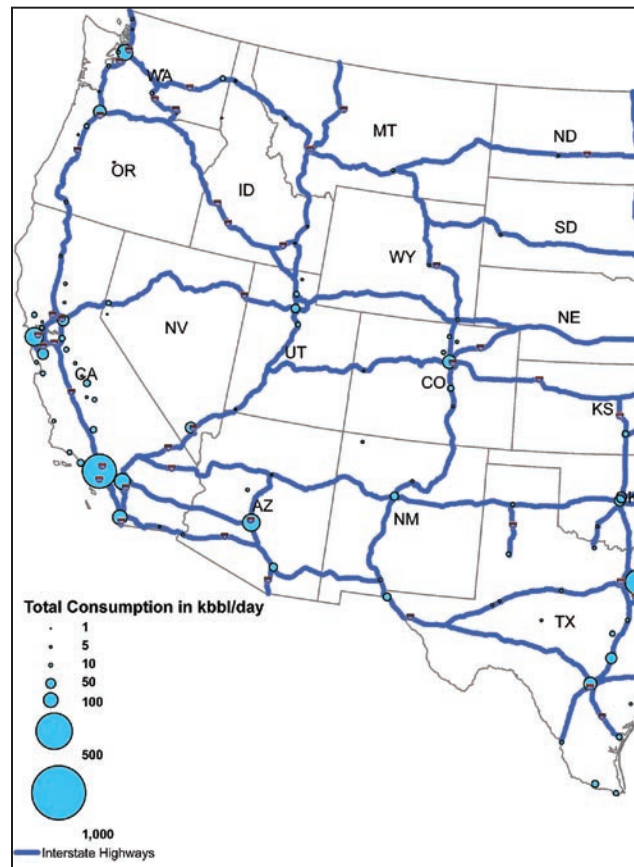 WA
MT
ND
OR
ID
SD
WY
NE
NV
UT
CA
CO
KS
AZ
NM
TX
Total Consumption in kbbl/day
1
5
10
50
100
500
1,000
Interstate Highways